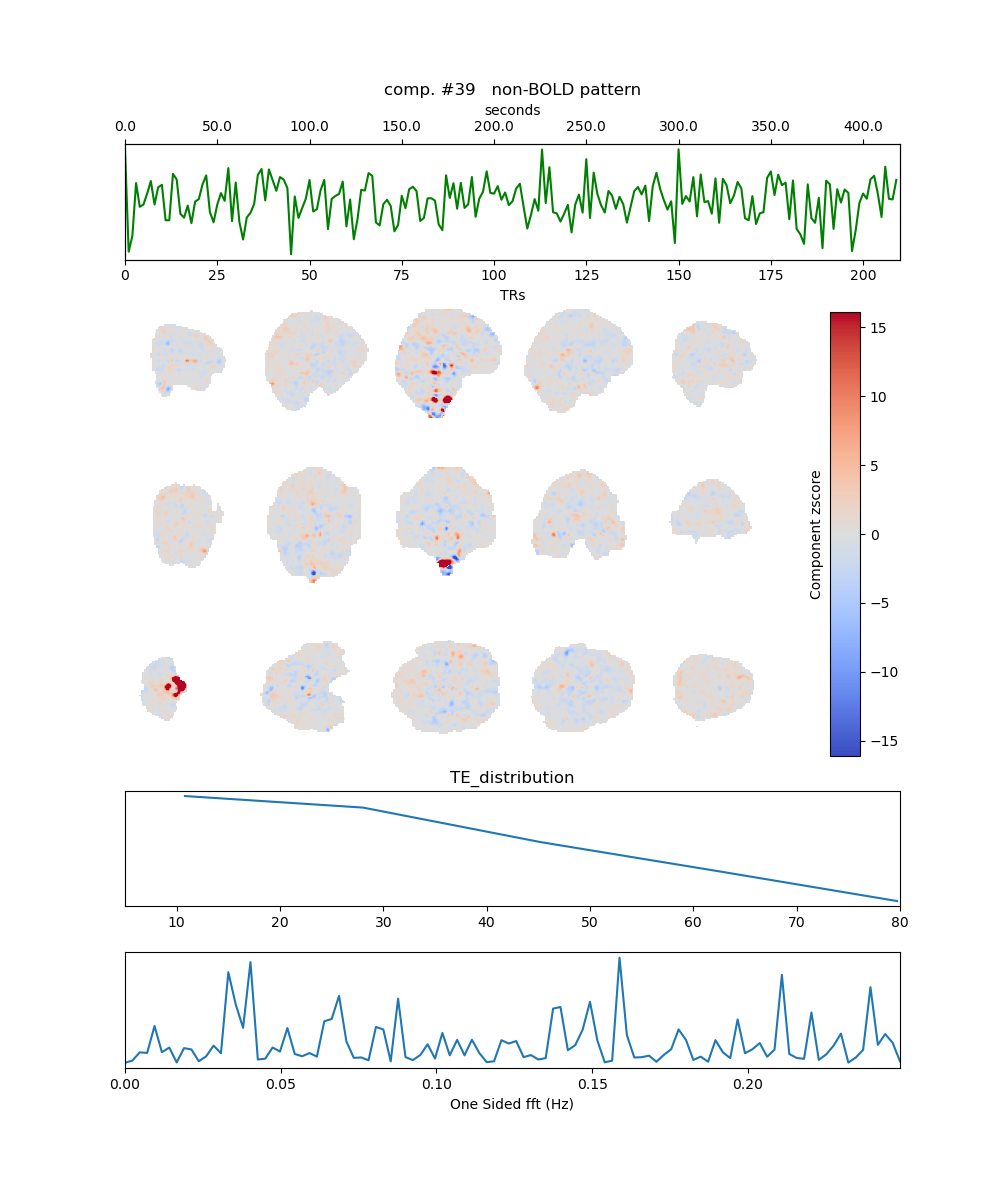 comp. #39   non-BOLD pattern
seconds
0.0 50.0 100.0 150.0 200.0 250.0 300.0 350.0 400.0
0 25 50 75 100 125 150 175 200
TRs
15
10
5
0
−5
−10
−15
Component zscore
TE_distribution
10 20 30 40 50 60 70 80
0.00 0.05 0.10 0.15 0.20
One Sided fft (Hz)